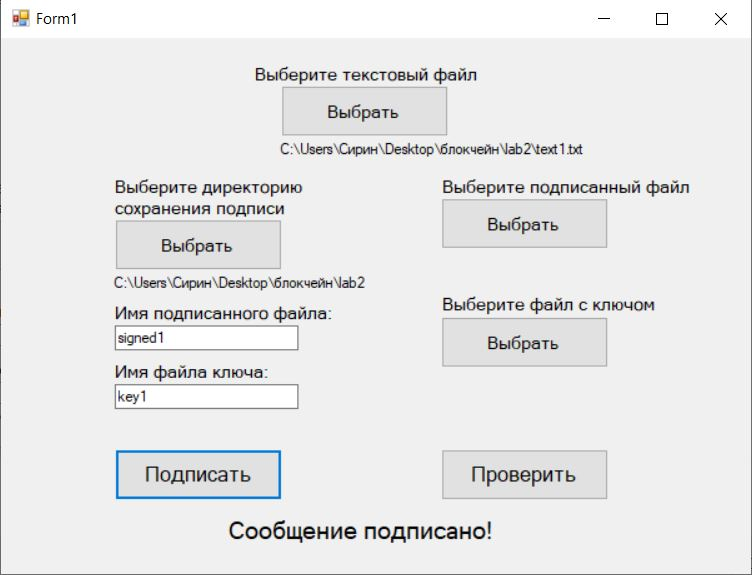 Form1
Выберите текстовый файл
Выбрать
C:\Users\Сирин\Desktop\блокчейн\lab2\text1.txt
Выберите директорию
сохранения подписи
Выбрать
C:\Users\Сирин\Desktop\блокчейн\lab2
Имя подписанного файла:
signed1
Имя файла ключа:
key1
Подписать
Выберите подписанный файл
Выбрать
Выберите файл с ключом
Выбрать
Проверить
Сообщение подписано!